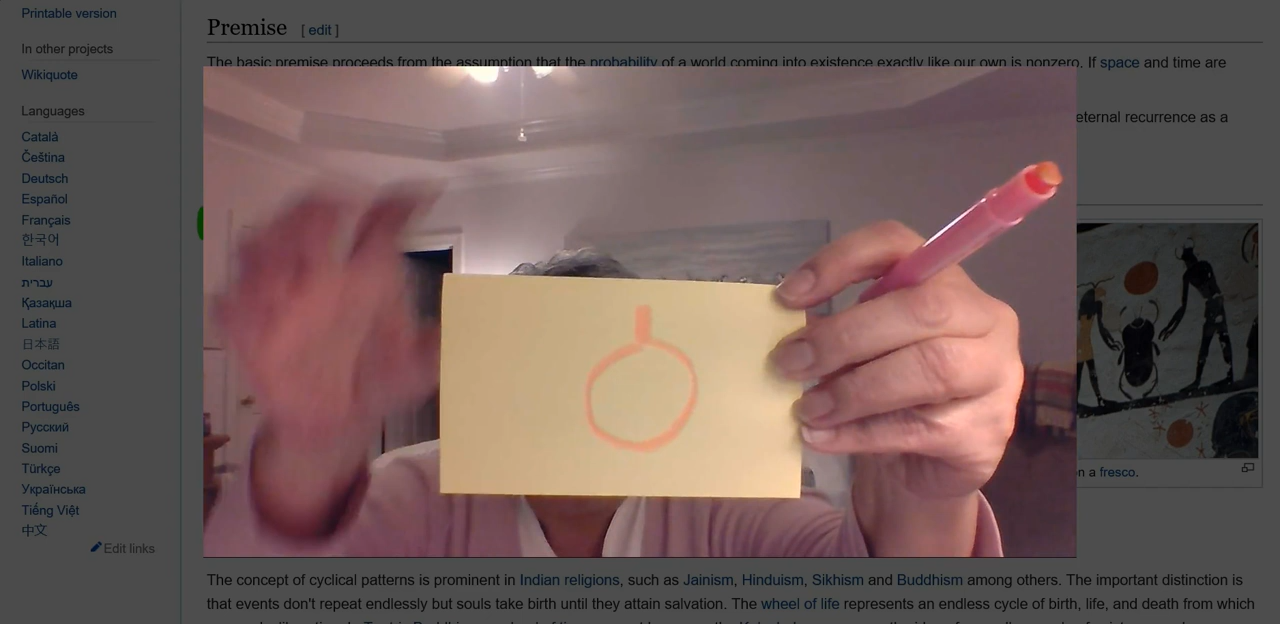 Printable version
In other projects
Wikiquote
Languages
Català
Čeština
Deutsch
Español
Français
한국어
Italiano
עברית
Қазақша
Latina
日本語
Occitan
Polski
Português
Русский
Suomi
Türkçe
Українська
Tiếng Việt
中文
Edit links
Premise [ edit ]
The basic premise proceeds from the assumption that the probability of a world coming into existence exactly like our own is nonzero. If space and time are
eternal recurrence as a
n a fresco.
The concept of cyclical patterns is prominent in Indian religions, such as Jainism, Hinduism, Sikhism and Buddhism among others. The important distinction is
that events don't repeat endlessly but souls take birth until they attain salvation. The wheel of life represents an endless cycle of birth, life, and death from which